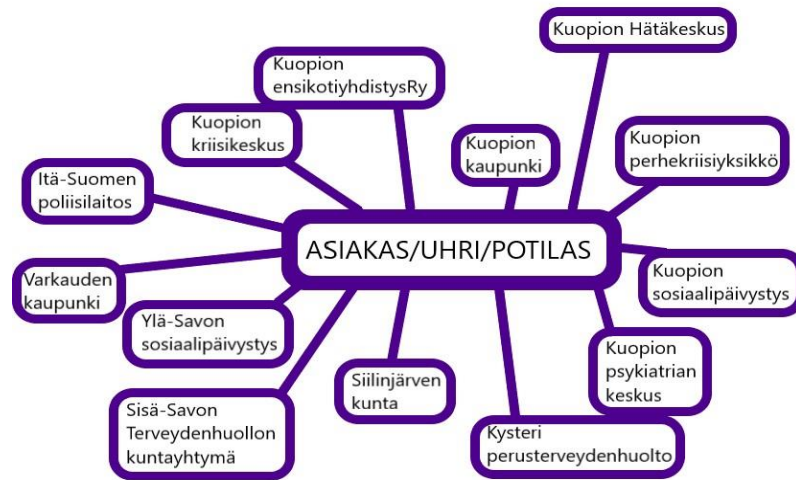 Kuopion Hätäkeskus
Kuopion
ensikotiyhdistysRy
Kuopion
kriisikeskus
Kuopion
kaupunki
Kuopion
perhekriisiyksikkö
Itä-Suomen
poliisilaitos
ASIAKAS/UHRI/POTILAS
Varkauden
kaupunki
Kuopion
sosiaalipäivystys
Ylä-Savon
sosiaalipäivystys
Siilinjärven
kunta
Kuopion
psykiatrian
keskus
Sisä-Savon
Terveydenhuollon
kuntayhtymä
Kysteri
perusterveydenhuolto